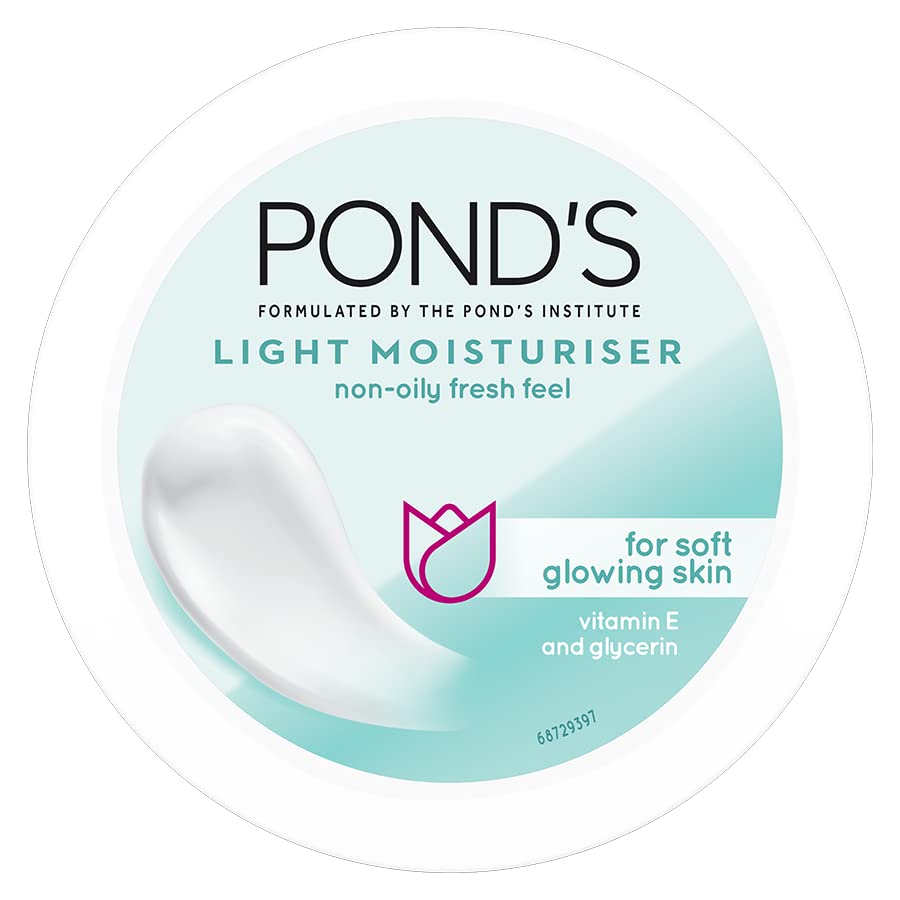 POND'S
FORMULATED BY THE POND'S INSTITUTE
LIGHT MOISTURISER
non-oily fresh feel
for soft
glowing skin
vitamin E
and glycerin
68729397